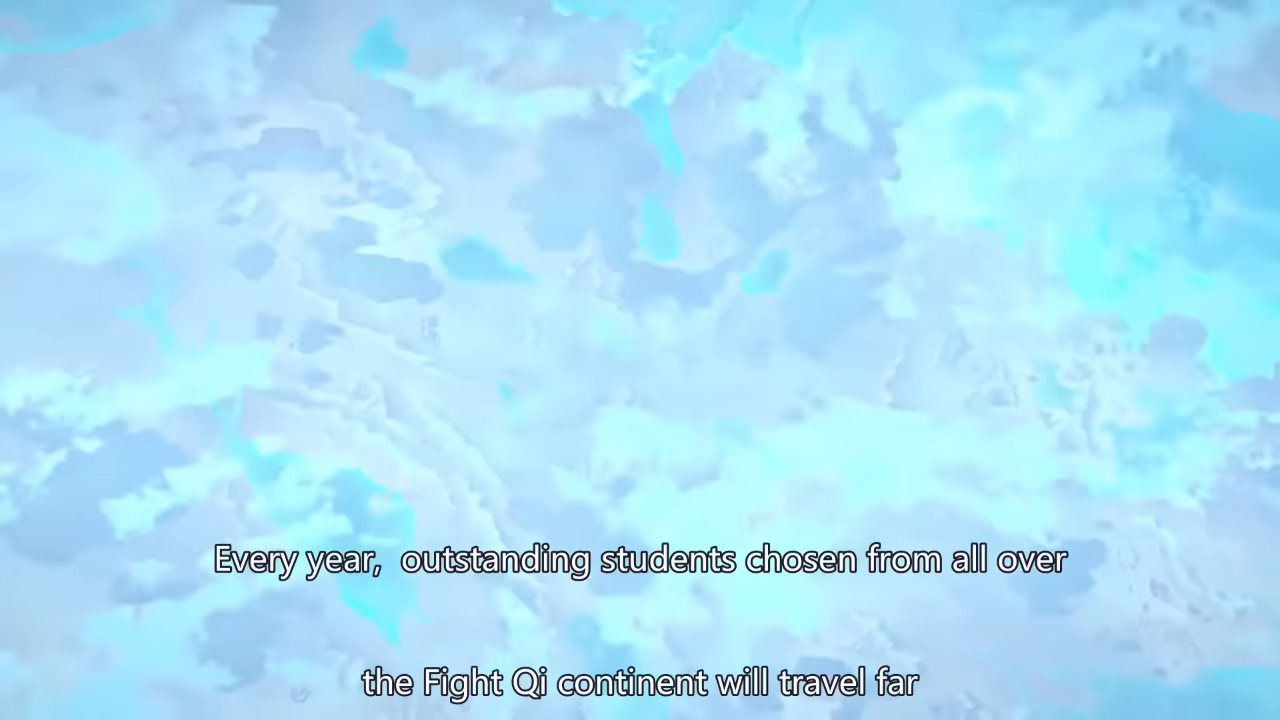 Every year,  outstanding students chosen from all over
the Fight Qi continent will travel far